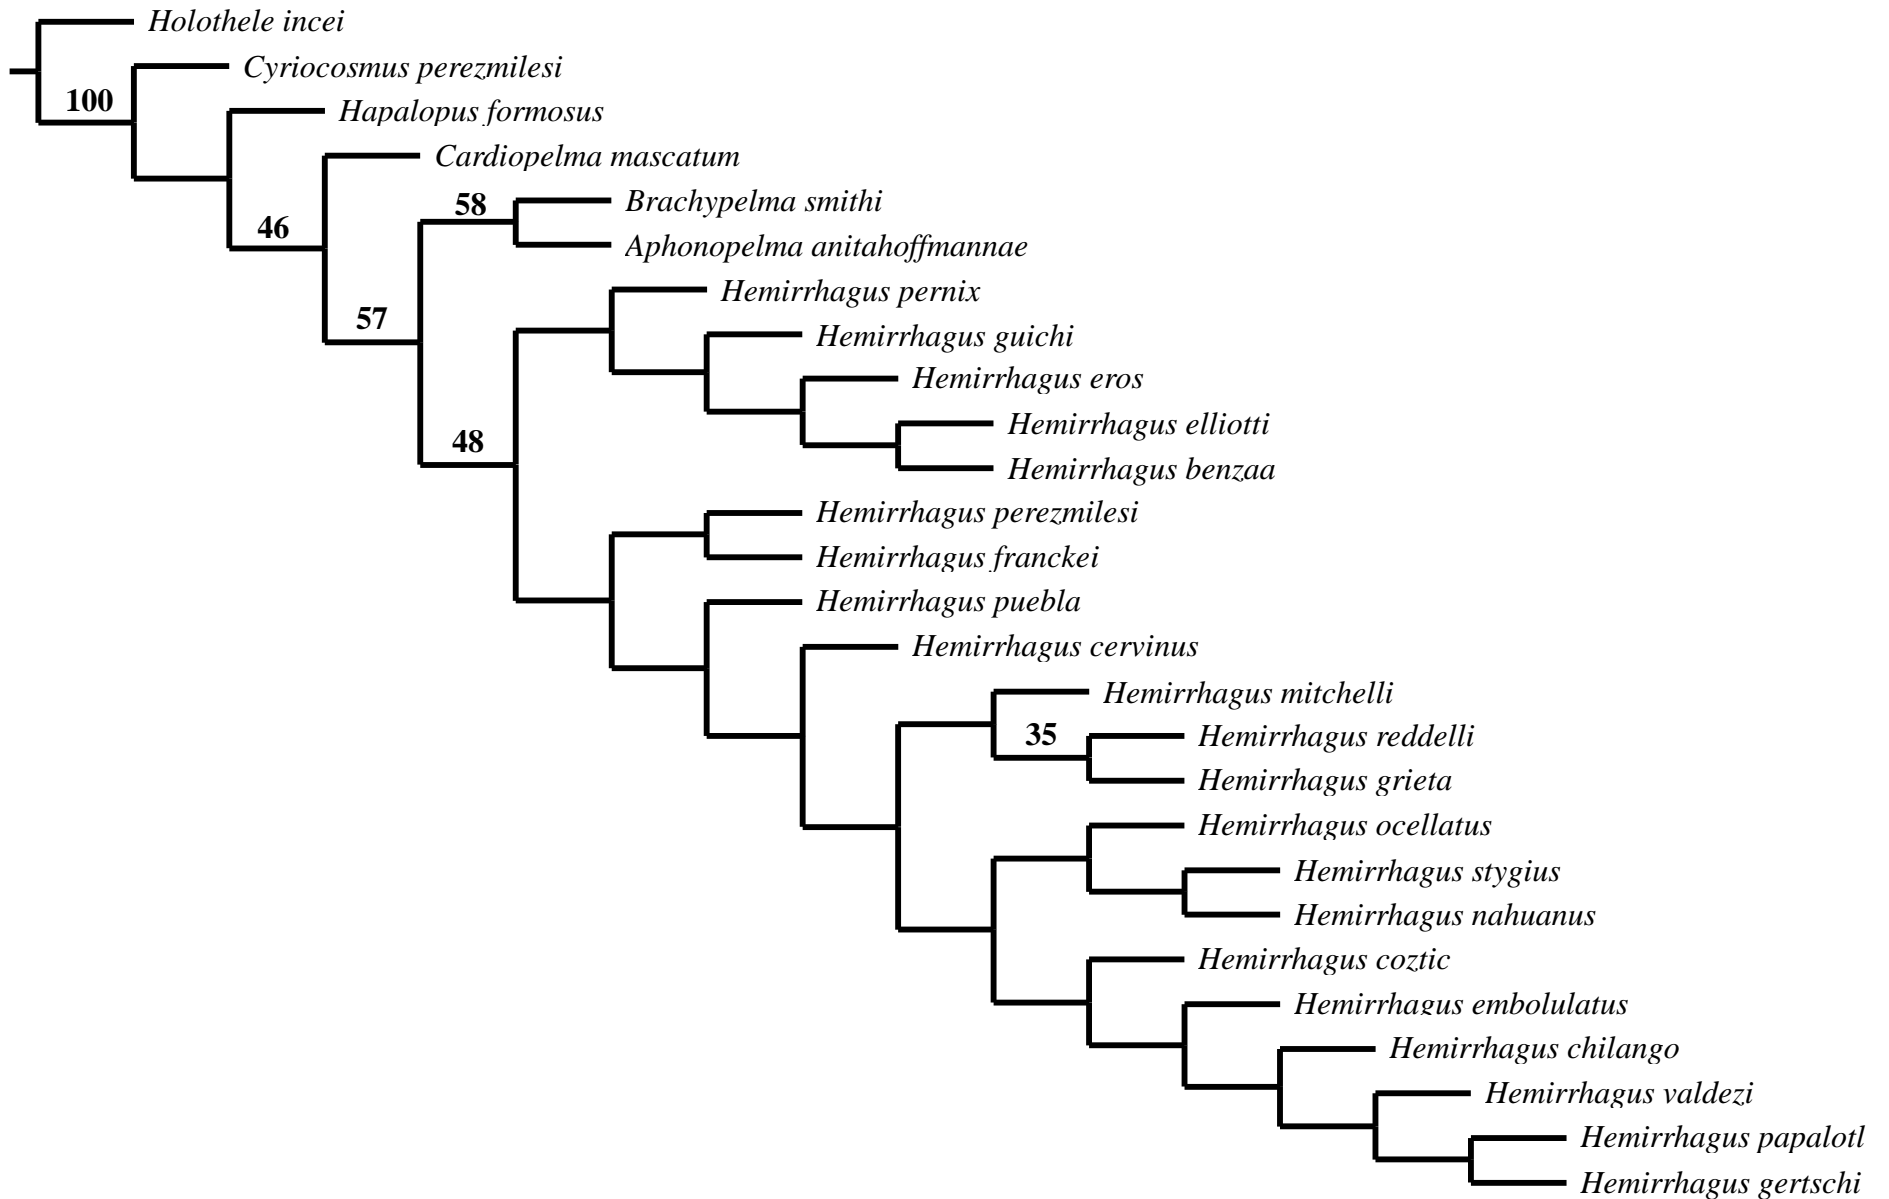 Holothele incei
Cyriocosmus perezmilesi
100
Hapalopus formosus
Cardiopelma mascatum
58
Brachypelma smithi
46
Aphonopelma anitahoffmannae
Hemirrhagus pernix
57
Hemirrhagus guichi
Hemirrhagus eros
Hemirrhagus elliotti
48
Hemirrhagus benzaa
Hemirrhagus perezmilesi
Hemirrhagus franckei
Hemirrhagus puebla
Hemirrhagus cervinus
Hemirrhagus mitchelli
35
Hemirrhagus reddelli
Hemirrhagus grieta
Hemirrhagus ocellatus
Hemirrhagus stygius
Hemirrhagus nahuanus
Hemirrhagus coztic
Hemirrhagus embolulatus
Hemirrhagus chilango
Hemirrhagus valdezi
Hemirrhagus papalotl
Hemirrhagus gertschi